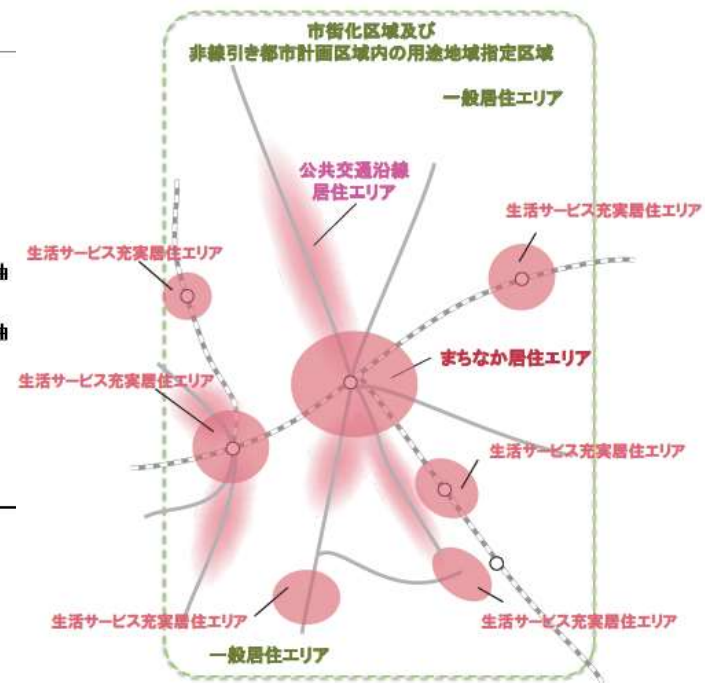 市街化区域及び
非線引き都市計画区域内の用途地域指定区域
一般居住エリア
公共交通沿線
居住エリア
生活サービス充実居住エリア
生活サービス充実居住エリア
軸
軸
まちなか居住エリア
生活サービス充実居住エリア
生活サービス充実居住エリア
生活サービス充実居住エリア
生活サービス充実居住エリア
一般居住エリア